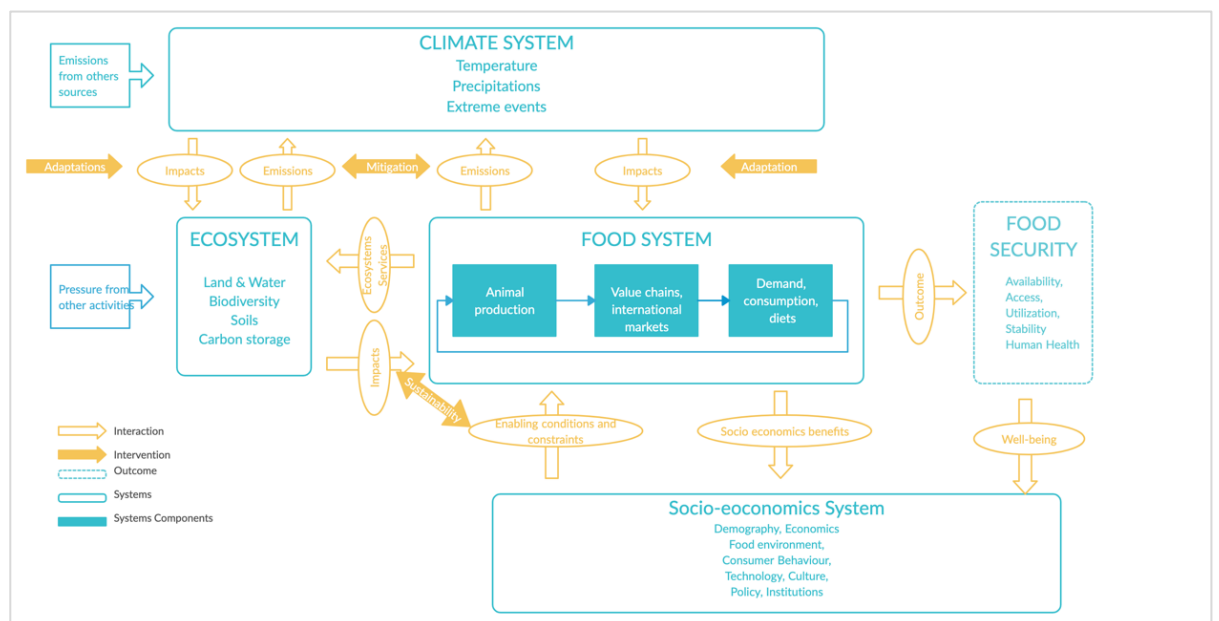 CLIMATE SYSTEM
Temperature
Precipitations
Extreme events
Emissions
from others
sources
Adaptations
Impacts
Emissions
Mitigation
Emissions
Impacts
Adaptation
ECOSYSTEM
Land & Water
Biodiversity
Soils
Carbon storage
Pressure from
other activities
Ecosystems
Services
Impacts
Sustainability
FOOD SYSTEM
Animal
production
Value chains,
international
markets
Demand,
consumption,
diets
Outcome
FOOD
SECURITY
Availability,
Access,
Utilization,
Stability
Human Health
Enabling conditions and
constraints
Socio economics benefits
Well-being
Interaction
Intervention
Outcome
Systems
Systems Components
Socio-eoconomics System
Demography, Economics
Food environment,
Consumer Behaviour,
Technology, Culture,
Policy, Institutions